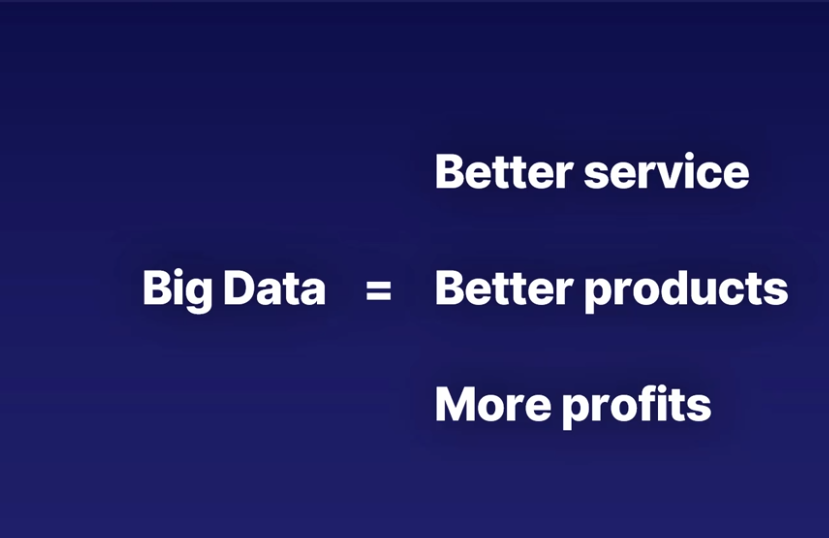 Better service
Big Data = Better products
More profits